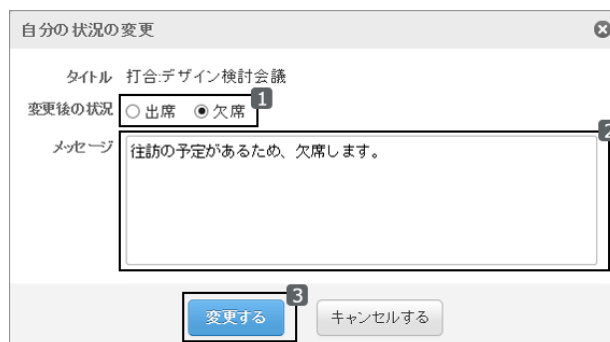 自分の状況の変更
タイトル 打合:デザイン検討会議
変更後の状況 出席 欠席 1
メッセージ 2
往訪の予定があるため、欠席します。
変更する 3 キャンセルする